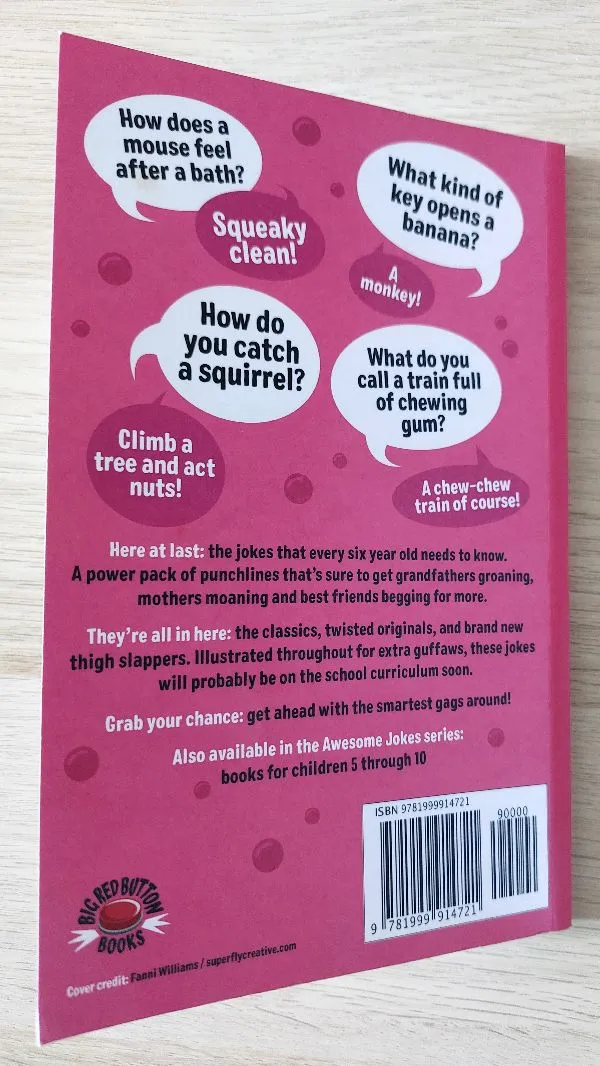 How does a
mouse feel
after a bath?
Squeaky
clean!
What kind of
key opens a
banana?
A
monkey!
How do
you catch
a squirrel?
Climb a
tree and act
nuts!
What do you
call a train full
of chewing
gum?
A chew-chew
train of course!
Here at last: the jokes that every six year old needs to know.
A power pack of punchlines that's sure to get grandfathers groaning,
mothers moaning and best friends begging for more.
They're all in here: the classics, twisted originals, and brand new
thigh slappers. Illustrated throughout for extra guffaws, these jokes
will probably be on the school curriculum soon.
Grab your chance: get ahead with the smartest gags around!
Also available in the Awesome Jokes series:
books for children 5 through 10
ISBN 9781999914721
90000
9 781999 914721
BIG RED BUTTON
BOOKS
Cover credit: Fanni Williams / superflycreative.com